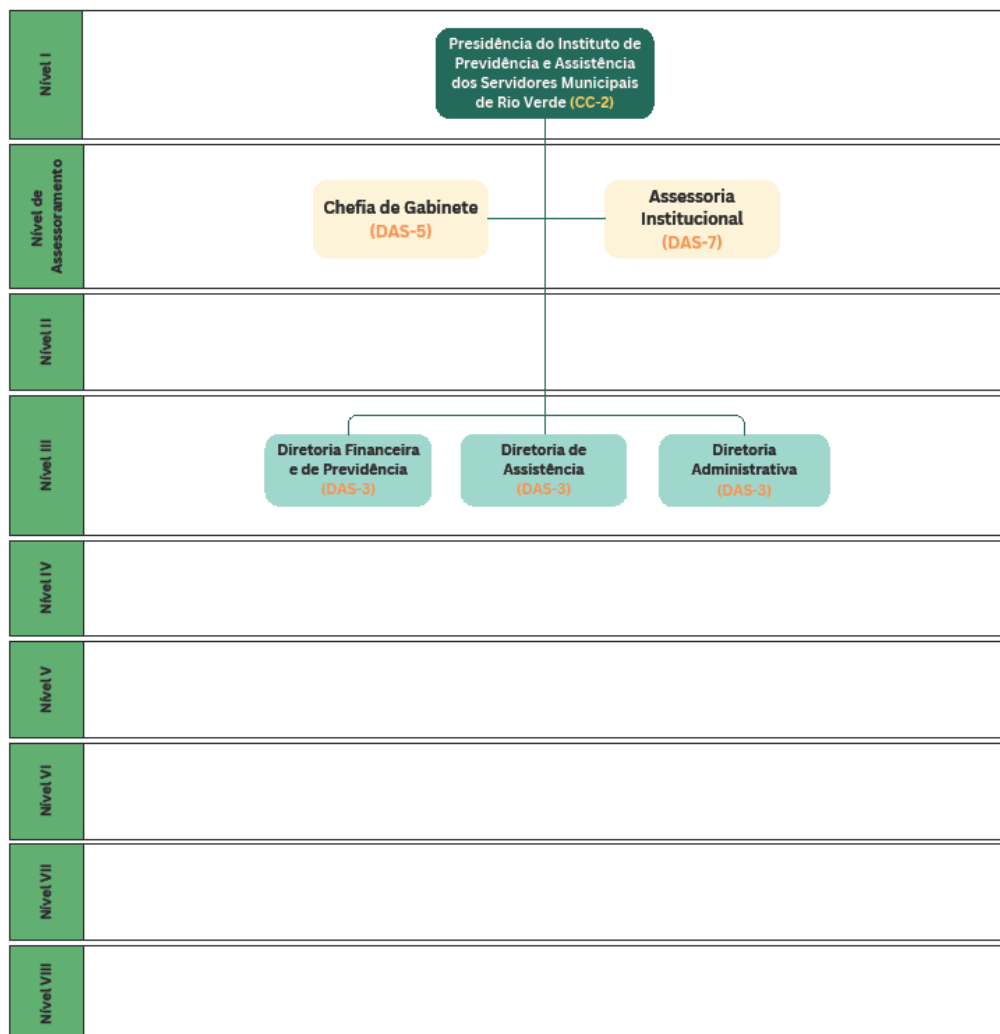 Nível I
Presidência do Instituto de
Previdência e Assistência
dos Servidores Municipais
de Rio Verde (CC-2)
Nível de
Assessoramento
Chefia de Gabinete
(DAS-5)
Assessoria
Institucional
(DAS-7)
Nível II
Nível III
Diretoria Financeira
e de Previdência
(DAS-3)
Diretoria de
Assistência
(DAS-3)
Diretoria
Administrativa
(DAS-3)
Nível IV
Nível V
Nível VI
Nível VII
Nível VIII